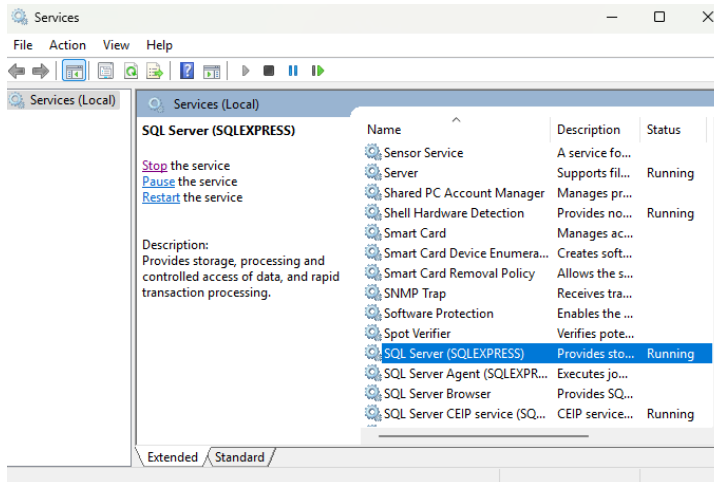 Services
File Action View Help
Services (Local)
Services (Local)
SQL Server (SQLEXPRESS)
Stop the service
Pause the service
Restart the service
Description:
Provides storage, processing and
controlled access of data, and rapid
transaction processing.
Name Description Status
Sensor Service A service fo...
Server Supports fil... Running
Shared PC Account Manager Manages pr...
Shell Hardware Detection Provides no... Running
Smart Card Manages ac...
Smart Card Device Enumera... Creates soft...
Smart Card Removal Policy Allows the s...
SNMP Trap Receives tra...
Software Protection Enables the ...
Spot Verifier Verifies pote...
SQL Server (SQLEXPRESS) Provides sto... Running
SQL Server Agent (SQLEXPR... Executes jo...
SQL Server Browser Provides SQ...
SQL Server CEIP service (SQ... CEIP service... Running
Extended Standard